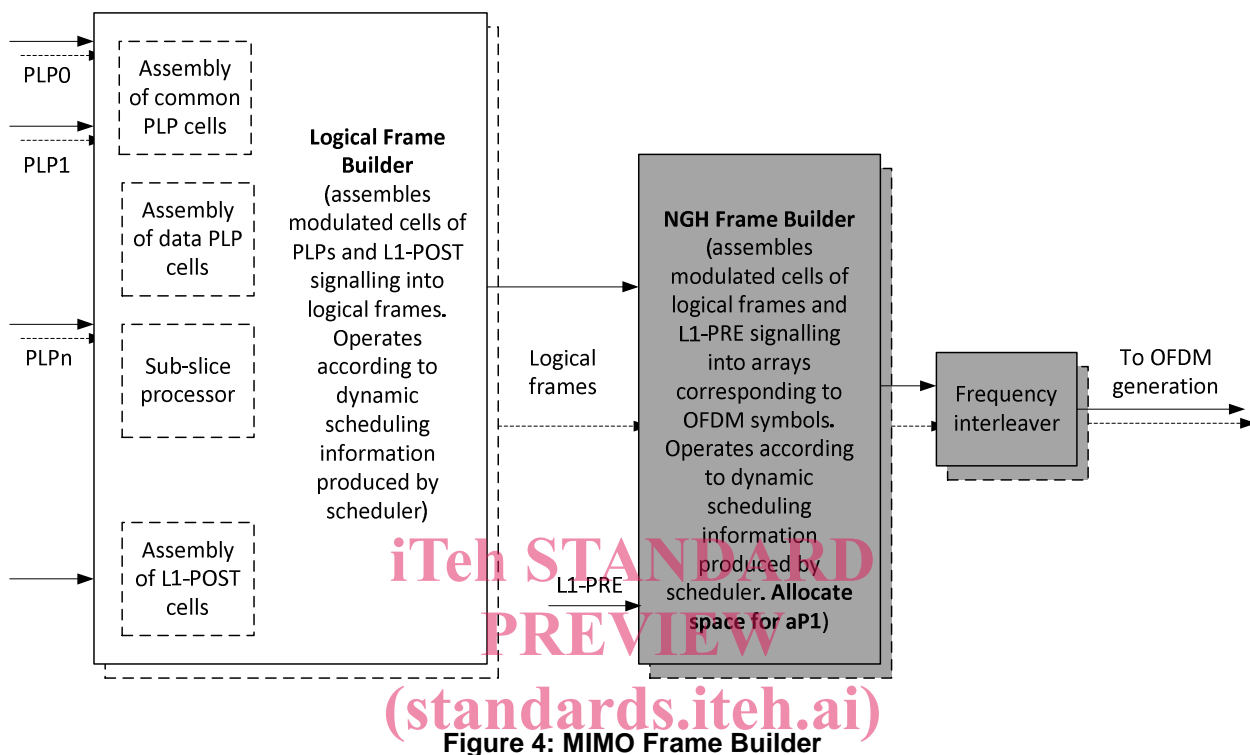 PLP0
PLP1
PLPn
Assembly
of common
PLP cells
Assembly
of data PLP
cells
Sub-slice
processor
Assembly
of L1-POST
cells
Logical Frame
Builder
(assembles
modulated cells of
PLPs and L1-POST
signalling into
logical frames.
Operates
according to
dynamic
scheduling
information
produced by
scheduler)
Logical
frames
L1-PRE
NGH Frame Builder
(assembles
modulated cells of
logical frames and
L1-PRE signalling
into arrays
corresponding to
OFDM symbols.
Operates according
to dynamic
scheduling
information
produced by
scheduler. Allocate
space for aP1)
Frequency
interleaver
To OFDM
generation
iTeh STANDARD
PREVIEW
(standards.iteh.ai)
Figure 4: MIMO Frame Builder